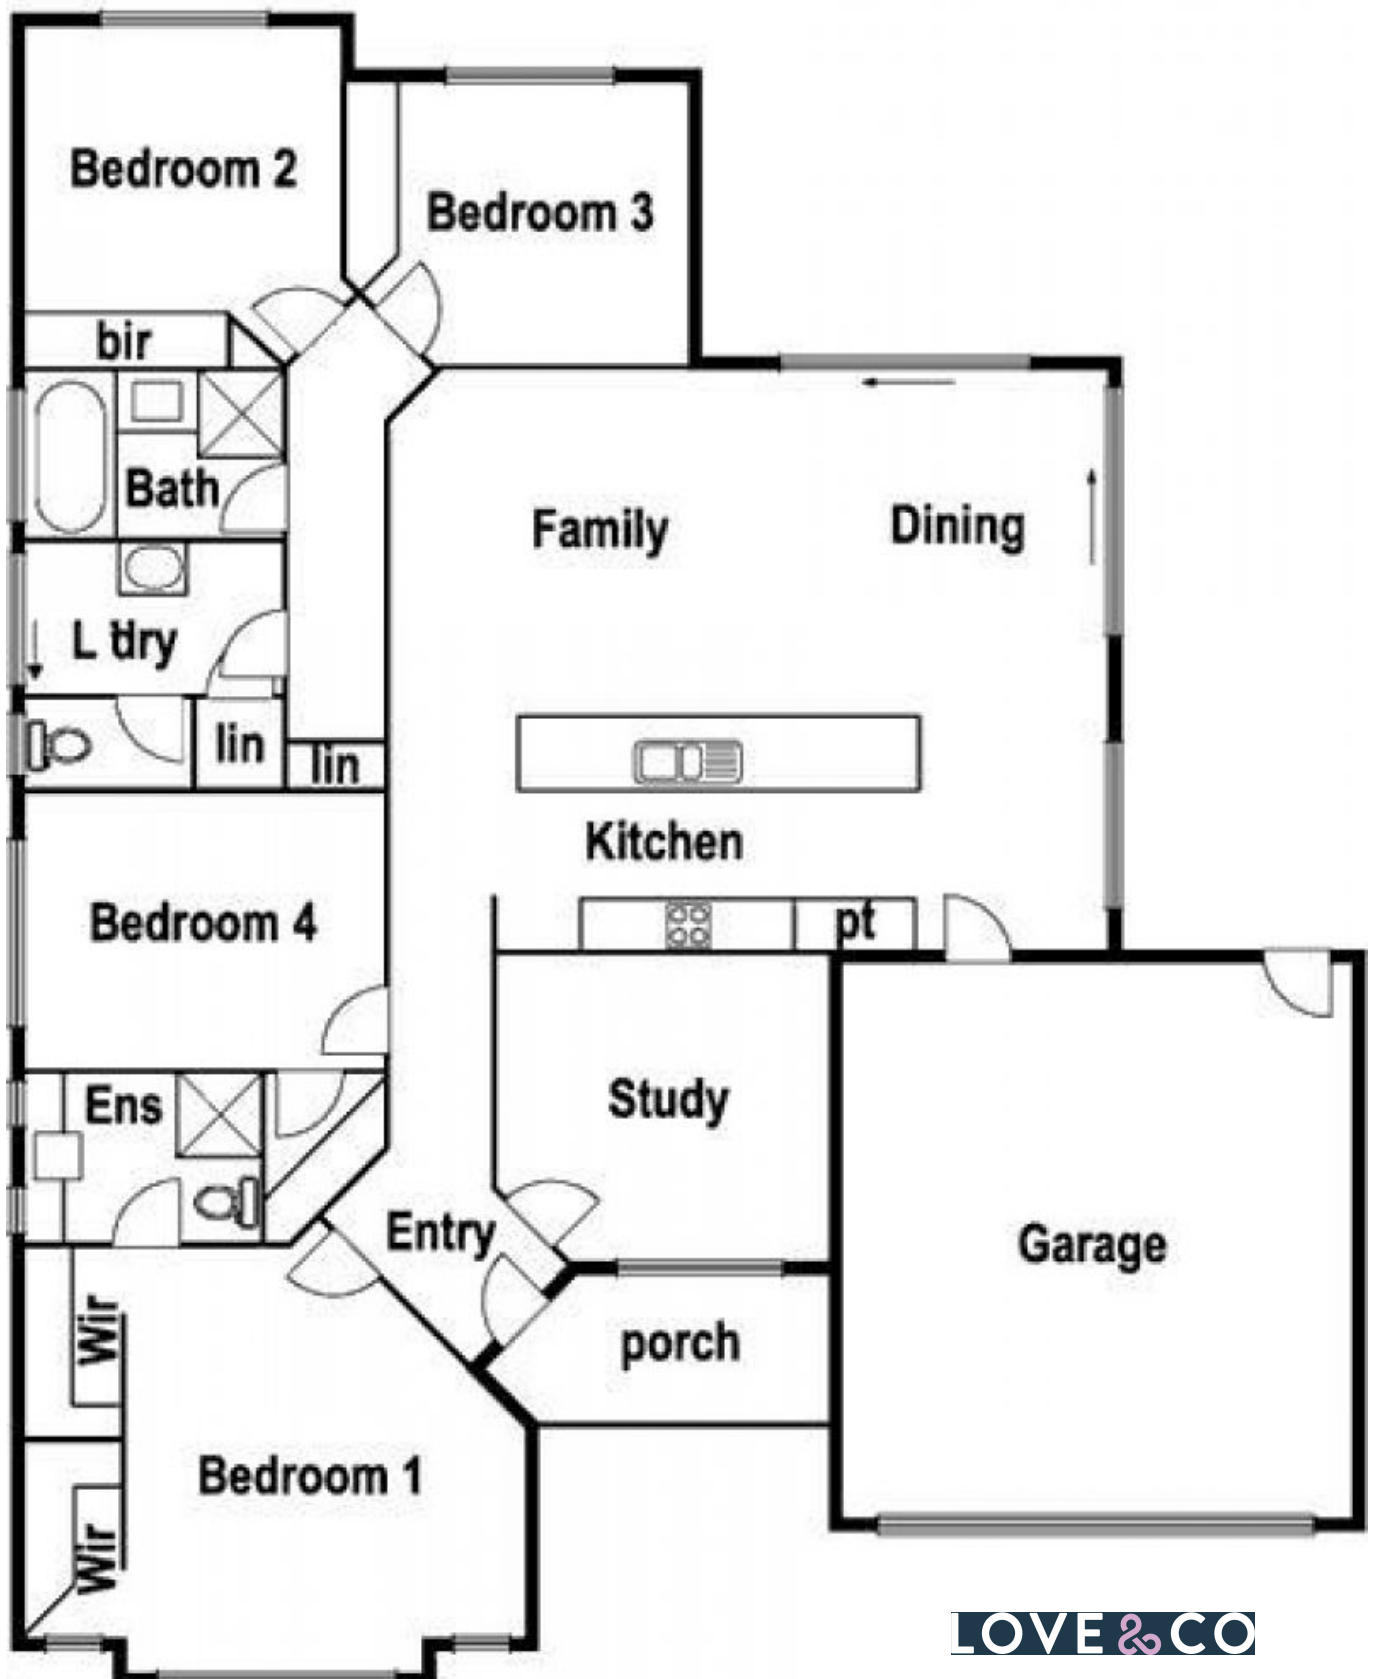 Bedroom 2
Bedroom 3
bir
Bath
Family
Dining
L'dry
lin
lin
Kitchen
pt
Bedroom 4
Study
Ens
Entry
Garage
Wir
porch
Bedroom 1
Wir
LOVE&CO